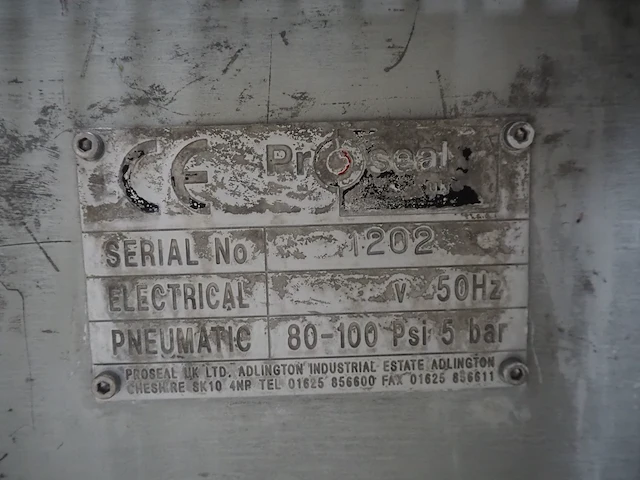 CE Proseal
SERIAL No 1202
ELECTRICAL v 50Hz
PNEUMATIC 80-100 Psi 5 bar
PROSEAL UK LTD. ADLINGTON INDUSTRIAL ESTATE ADLINGTON
CHESHIRE SK10 4NR TEL 01625 856600 FAX 01625 856611